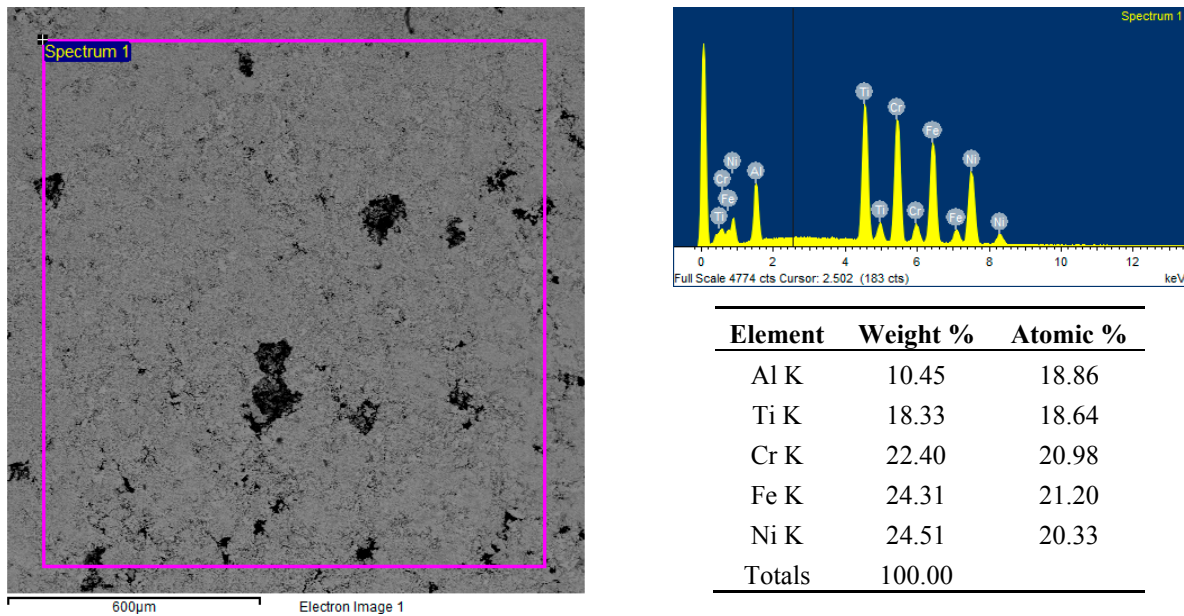 Spectrum 1
600µm
Electron Image 1
Spectrum 1
Ti
Cr
Fe
Ni
Al
Ni
Cr
Fe
Ti
Ti
Cr
Fe
Ni
0 2 4 6 8 10 12
Full Scale 4774 cts Cursor: 2.502 (183 cts)
keV
Element Weight % Atomic %
Al K 10.45 18.86
Ti K 18.33 18.64
Cr K 22.40 20.98
Fe K 24.31 21.20
Ni K 24.51 20.33
Totals 100.00